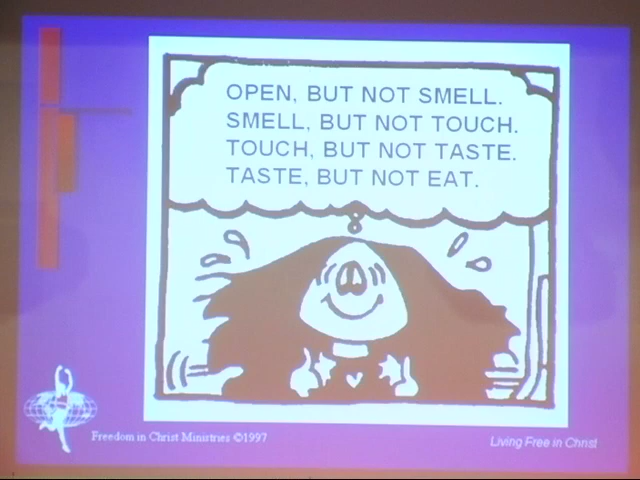 OPEN, BUT NOT SMELL.
SMELL, BUT NOT TOUCH.
TOUCH, BUT NOT TASTE.
TASTE, BUT NOT EAT.
Freedom in Christ Ministries ©1997
Living Free in Christ